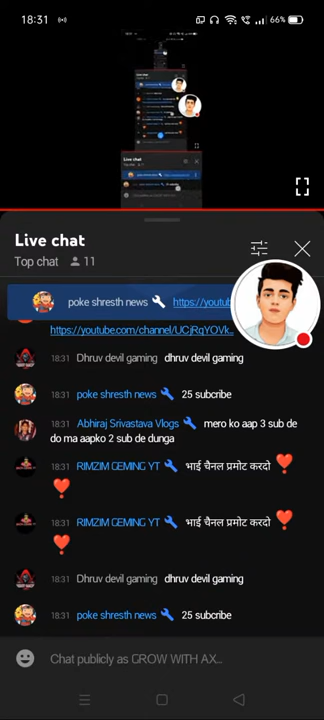 18:31
66%
Live chat
Top chat 11
poke shresth news https://youtub
https://youtube.com/channel/UCjRqYOVk..
18:31 Dhruv devil gaming dhruv devil gaming
18:31 poke shresth news 25 subcribe
18:31 Abhiraj Srivastava Vlogs mero ko aap 3 sub de
do ma aapko 2 sub de dunga
18:31 RIMZIM GEMING YT भाई चैनल प्रमोट करदो
18:31 RIMZIM GEMING YT भाई चैनल प्रमोट करदो
18:31 Dhruv devil gaming dhruv devil gaming
18:31 poke shresth news 25 subcribe
Chat publicly as GROW WITH AX...